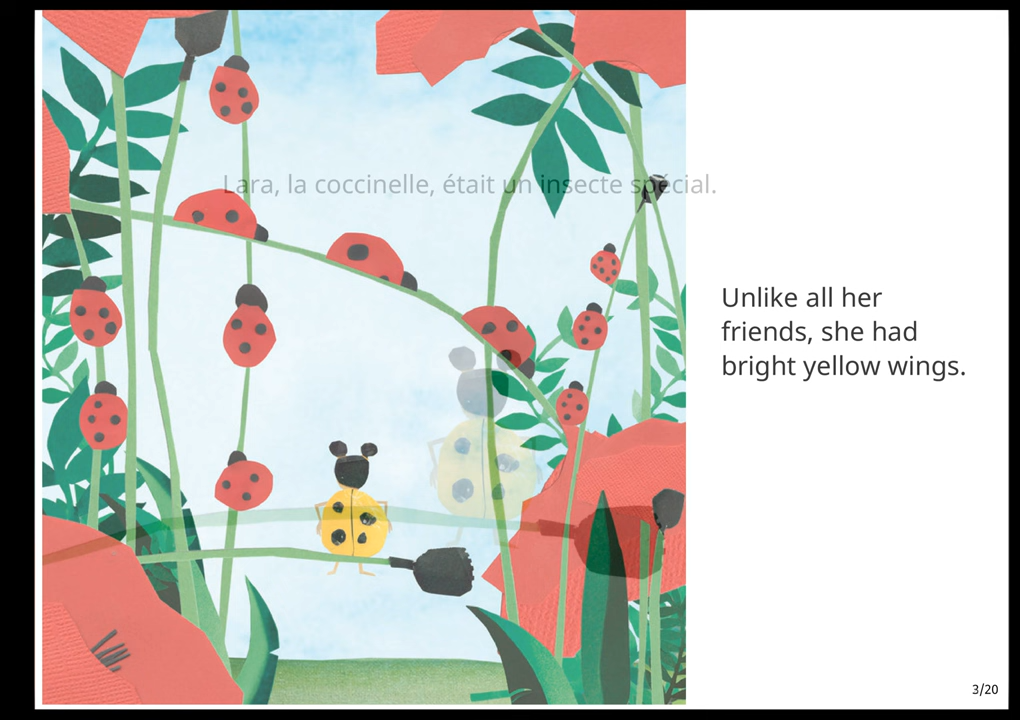 Lara, la coccinelle, était un insecte spécial.
Unlike all her
friends, she had
bright yellow wings.
3/20